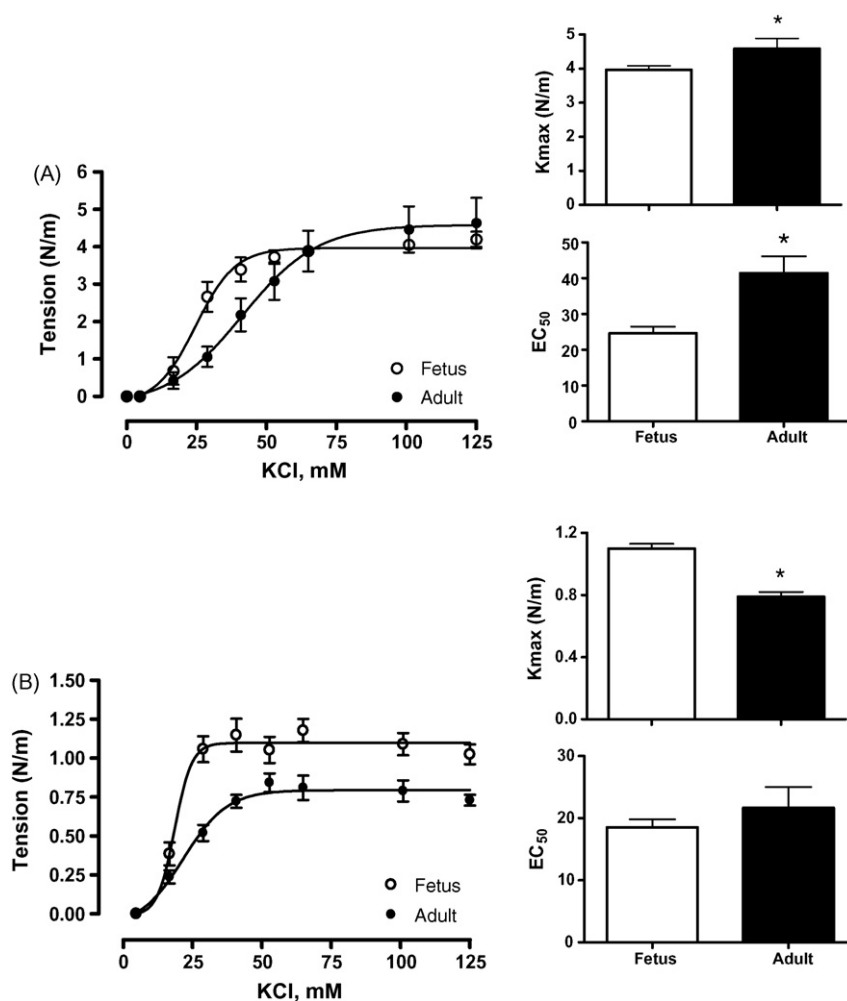 (A)
Tension (N/m)
6
5
4
3
2
1
0
Fetus
Adult
0
25
50
75
100
125
KCl, mM
Kmax (N/m)
5
4
3
2
1
0
*
EC50
50
40
30
20
10
0
*
Fetus
Adult
(B)
Tension (N/m)
1.50
1.25
1.00
0.75
0.50
0.25
0.00
Fetus
Adult
0
25
50
75
100
125
KCl, mM
Kmax (N/m)
1.2
0.8
0.4
0.0
*
EC50
30
20
10
0
Fetus
Adult